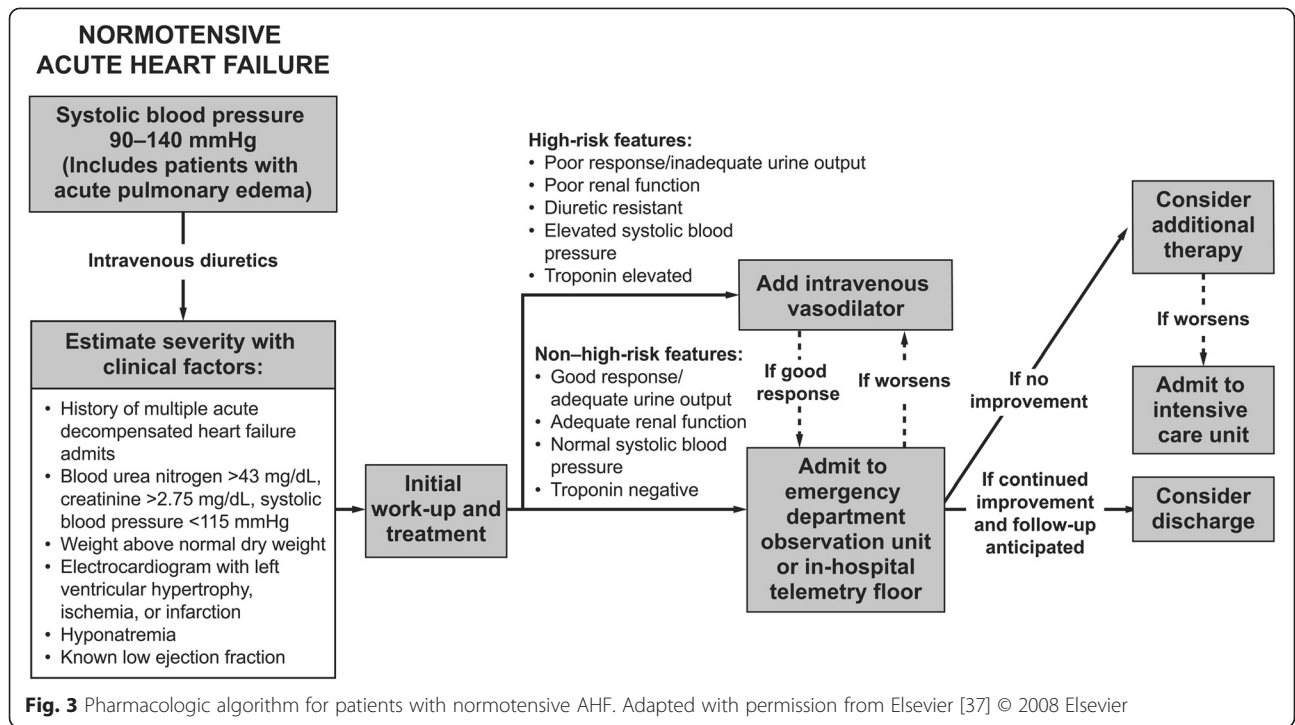 NORMOTENSIVE
ACUTE HEART FAILURE
Systolic blood pressure
90–140 mmHg
(Includes patients with
acute pulmonary edema)
Intravenous diuretics
Estimate severity with
clinical factors:
• History of multiple acute
decompensated heart failure
admits
• Blood urea nitrogen >43 mg/dL,
creatinine >2.75 mg/dL, systolic
blood pressure <115 mmHg
• Weight above normal dry weight
• Electrocardiogram with left
ventricular hypertrophy,
ischemia, or infarction
• Hyponatremia
• Known low ejection fraction
Initial
work-up and
treatment
High-risk features:
• Poor response/inadequate urine output
• Poor renal function
• Diuretic resistant
• Elevated systolic blood
pressure
• Troponin elevated
Non–high-risk features:
• Good response/
adequate urine output
• Adequate renal function
• Normal systolic blood
pressure
• Troponin negative
Add intravenous
vasodilator
If good
response
If worsens
Admit to
emergency
department
observation unit
or in-hospital
telemetry floor
If no
improvement
Consider
additional
therapy
If worsens
Admit to
intensive
care unit
If continued
improvement
and follow-up
anticipated
Consider
discharge
Fig. 3 Pharmacologic algorithm for patients with normotensive AHF. Adapted with permission from Elsevier [37] © 2008 Elsevier